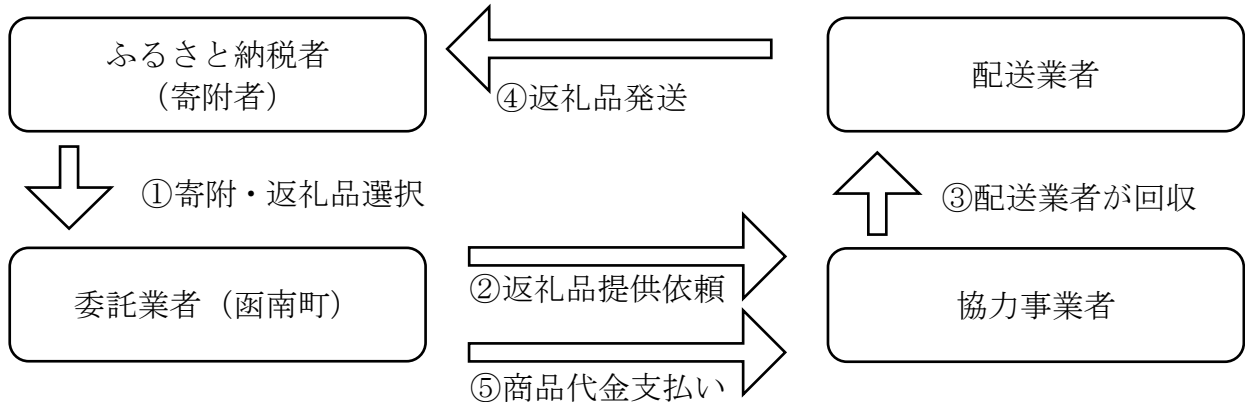 ふるさと納税者
（寄附者）
④返礼品発送
配送業者
①寄附・返礼品選択
③配送業者が回収
委託業者（函南町）
②返礼品提供依頼
⑤商品代金支払い
協力事業者